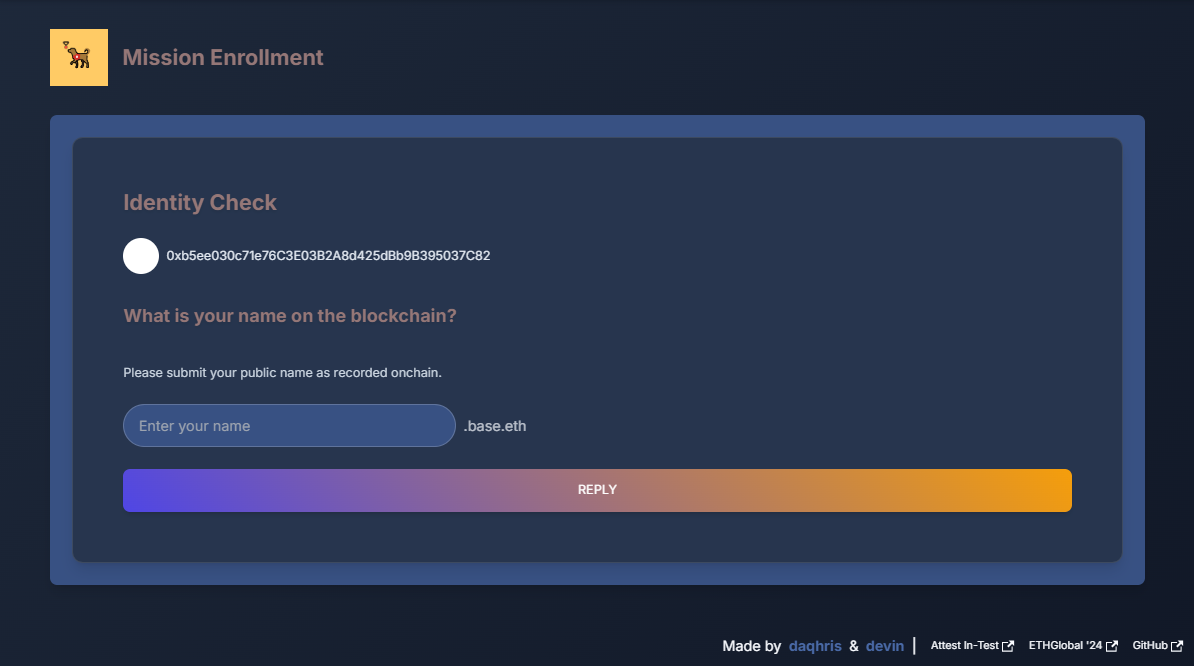 Mission Enrollment
Identity Check
0xb5ee030c71e76C3E03B2A8d425dBb9B395037C82
What is your name on the blockchain?
Please submit your public name as recorded onchain.
Enter your name .base.eth
REPLY
Made by daqhris & devin | Attest In-Test ETHGlobal '24 GitHub